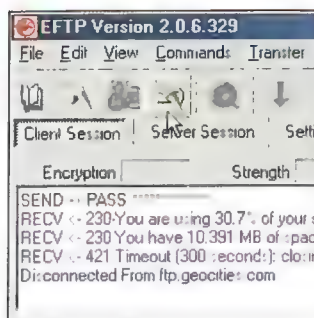 EFTP Version 2.0.6.329
File Edit View Commands Transfer
Client Session Server Session
Encryption Strength
SEND -- PASS *****
RECV <- 230-You are using 30.7% of your
RECV <- 230 You have 10.391 MB of
RECV <- 421 Timeout (300 seconds):
Disconnected From ftp.geocities.com